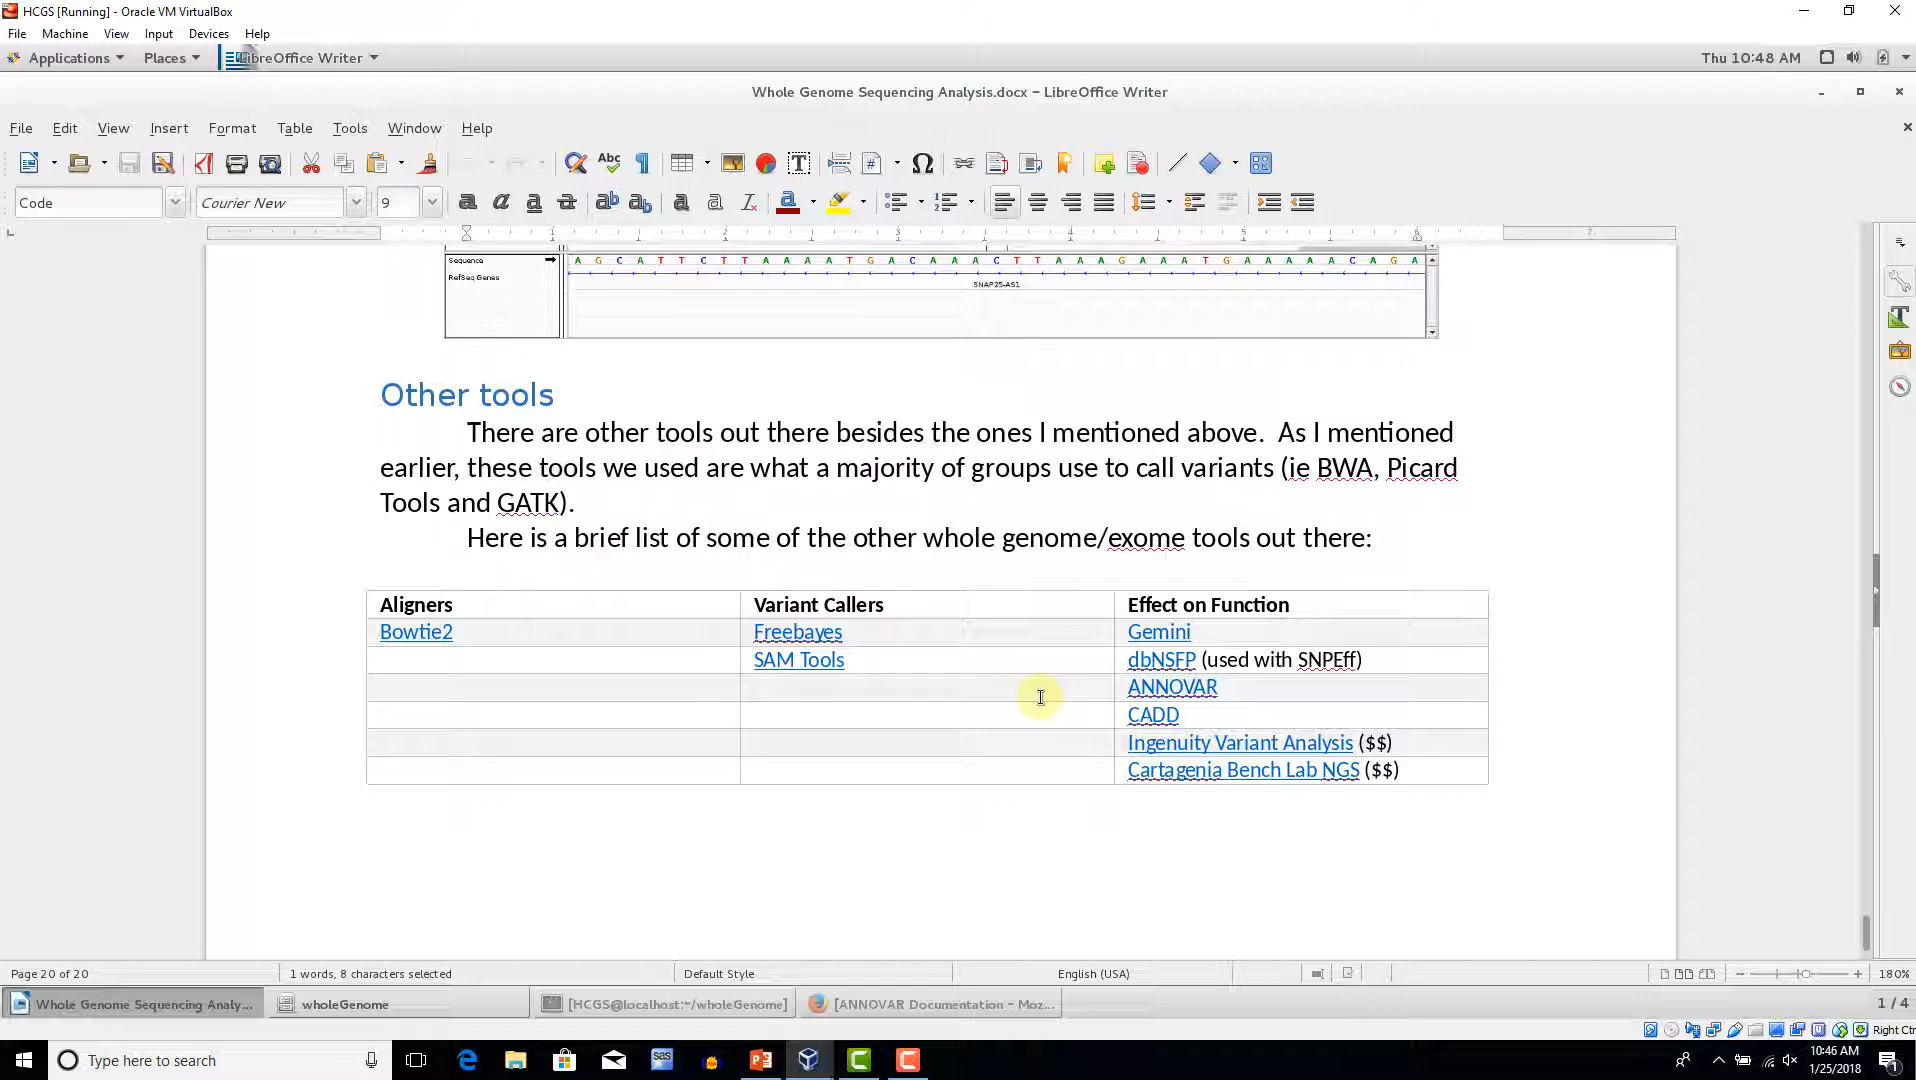 HCGS [Running] - Oracle VM VirtualBox
File Machine View Input Devices Help
Applications Places LibreOffice Writer Thu 10:48 AM
Whole Genome Sequencing Analysis.docx – LibreOffice Writer
File Edit View Insert Format Table Tools Window Help
Code Courier New 9
Sequence A G C A T T C T T A A A A T G A C A A A C T T A A A G A A A T G A A A A A C A G A
RefSeq Genes
SNAP25-AS1
Other tools
There are other tools out there besides the ones I mentioned above. As I mentioned
earlier, these tools we used are what a majority of groups use to call variants (ie BWA, Picard
Tools and GATK).
Here is a brief list of some of the other whole genome/exome tools out there:
Aligners Variant Callers Effect on Function
Bowtie2 Freebayes Gemini
SAM Tools dbNSFP (used with SNPEff)
ANNOVAR
CADD
Ingenuity Variant Analysis ($$)
Cartagenia Bench Lab NGS ($$)
Page 20 of 20 1 words, 8 characters selected Default Style English (USA) 180%
Whole Genome Sequencing Analy... wholeGenome [HCGS@localhost:~/wholeGenome] [ANNOVAR Documentation – Moz... 1 / 4
Right Ctrl
Type here to search 10:46 AM
1/25/2018